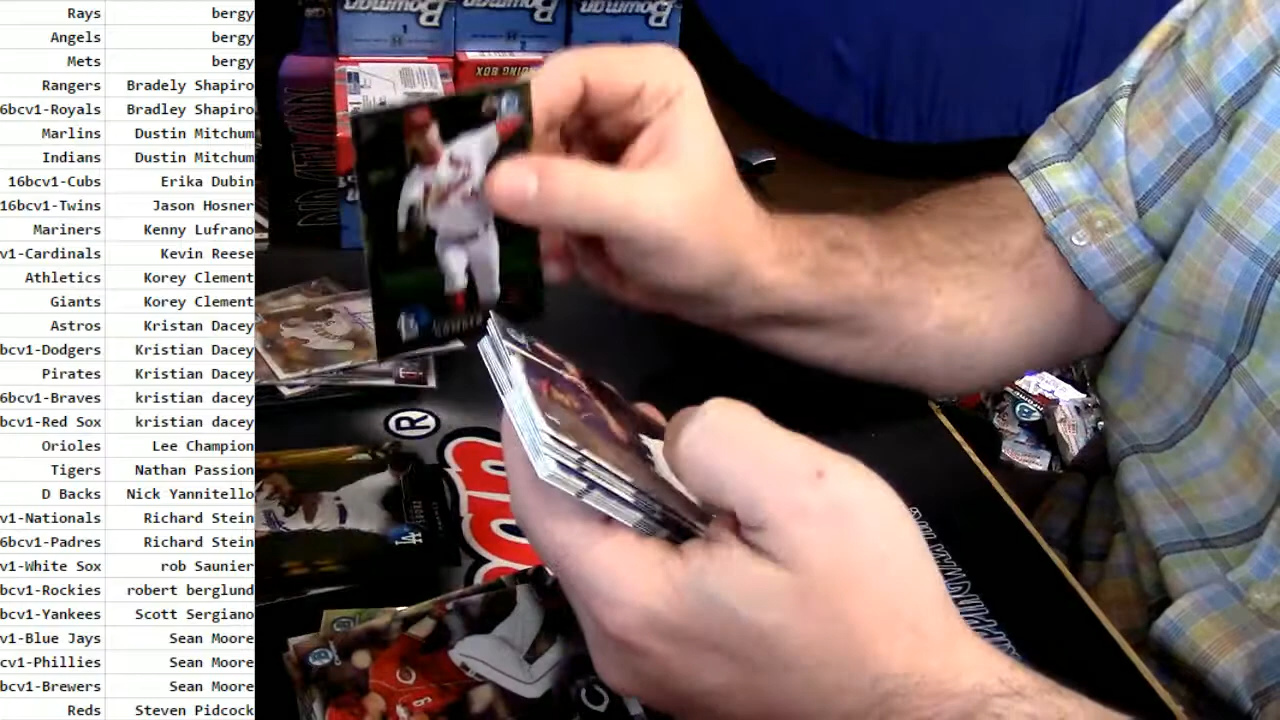 Rays bergy
Angels bergy
Mets bergy
Rangers Bradely Shapiro
6bcv1-Royals Bradley Shapiro
Marlins Dustin Mitchum
Indians Dustin Mitchum
16bcv1-Cubs Erika Dubin
16bcv1-Twins Jason Hosner
Mariners Kenny Lufrano
v1-Cardinals Kevin Reese
Athletics Korey Clement
Giants Korey Clement
Astros Kristan Dacey
bcv1-Dodgers Kristian Dacey
Pirates Kristian Dacey
6bcv1-Braves kristian dacey
bcv1-Red Sox kristian dacey
Orioles Lee Champion
Tigers Nathan Passion
D Backs Nick Yannitello
v1-Nationals Richard Stein
6bcv1-Padres Richard Stein
v1-White Sox rob Saunier
bcv1-Rockies robert berglund
bcv1-Yankees Scott Sergiano
v1-Blue Jays Sean Moore
cv1-Phillies Sean Moore
bcv1-Brewers Sean Moore
Reds Steven Pidcock
Bowman Bowman Bowman
DING BOX
®
LA